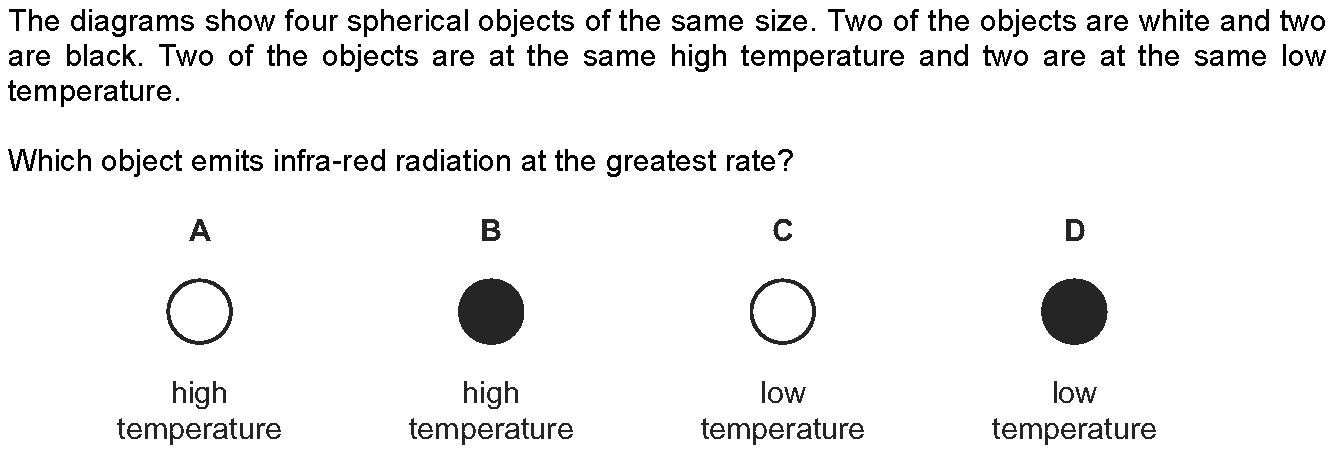 The diagrams show four spherical objects of the same size. Two of the objects are white and two
are black. Two of the objects are at the same high temperature and two are at the same low
temperature.
Which object emits infra-red radiation at the greatest rate?
A B C D
high high low low
temperature temperature temperature temperature